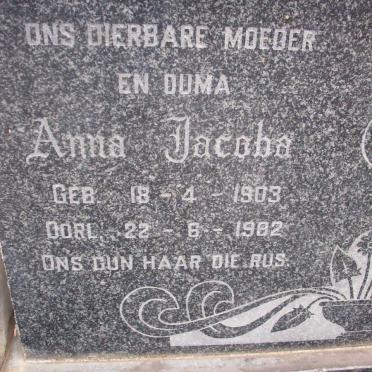 ONS DIERBARE MOEDER
EN OUMA
Anna Jacoba
GEB. 18 - 4 - 1903
OORL. 22 - 6 - 1982
ONS GUN HAAR DIE RUS